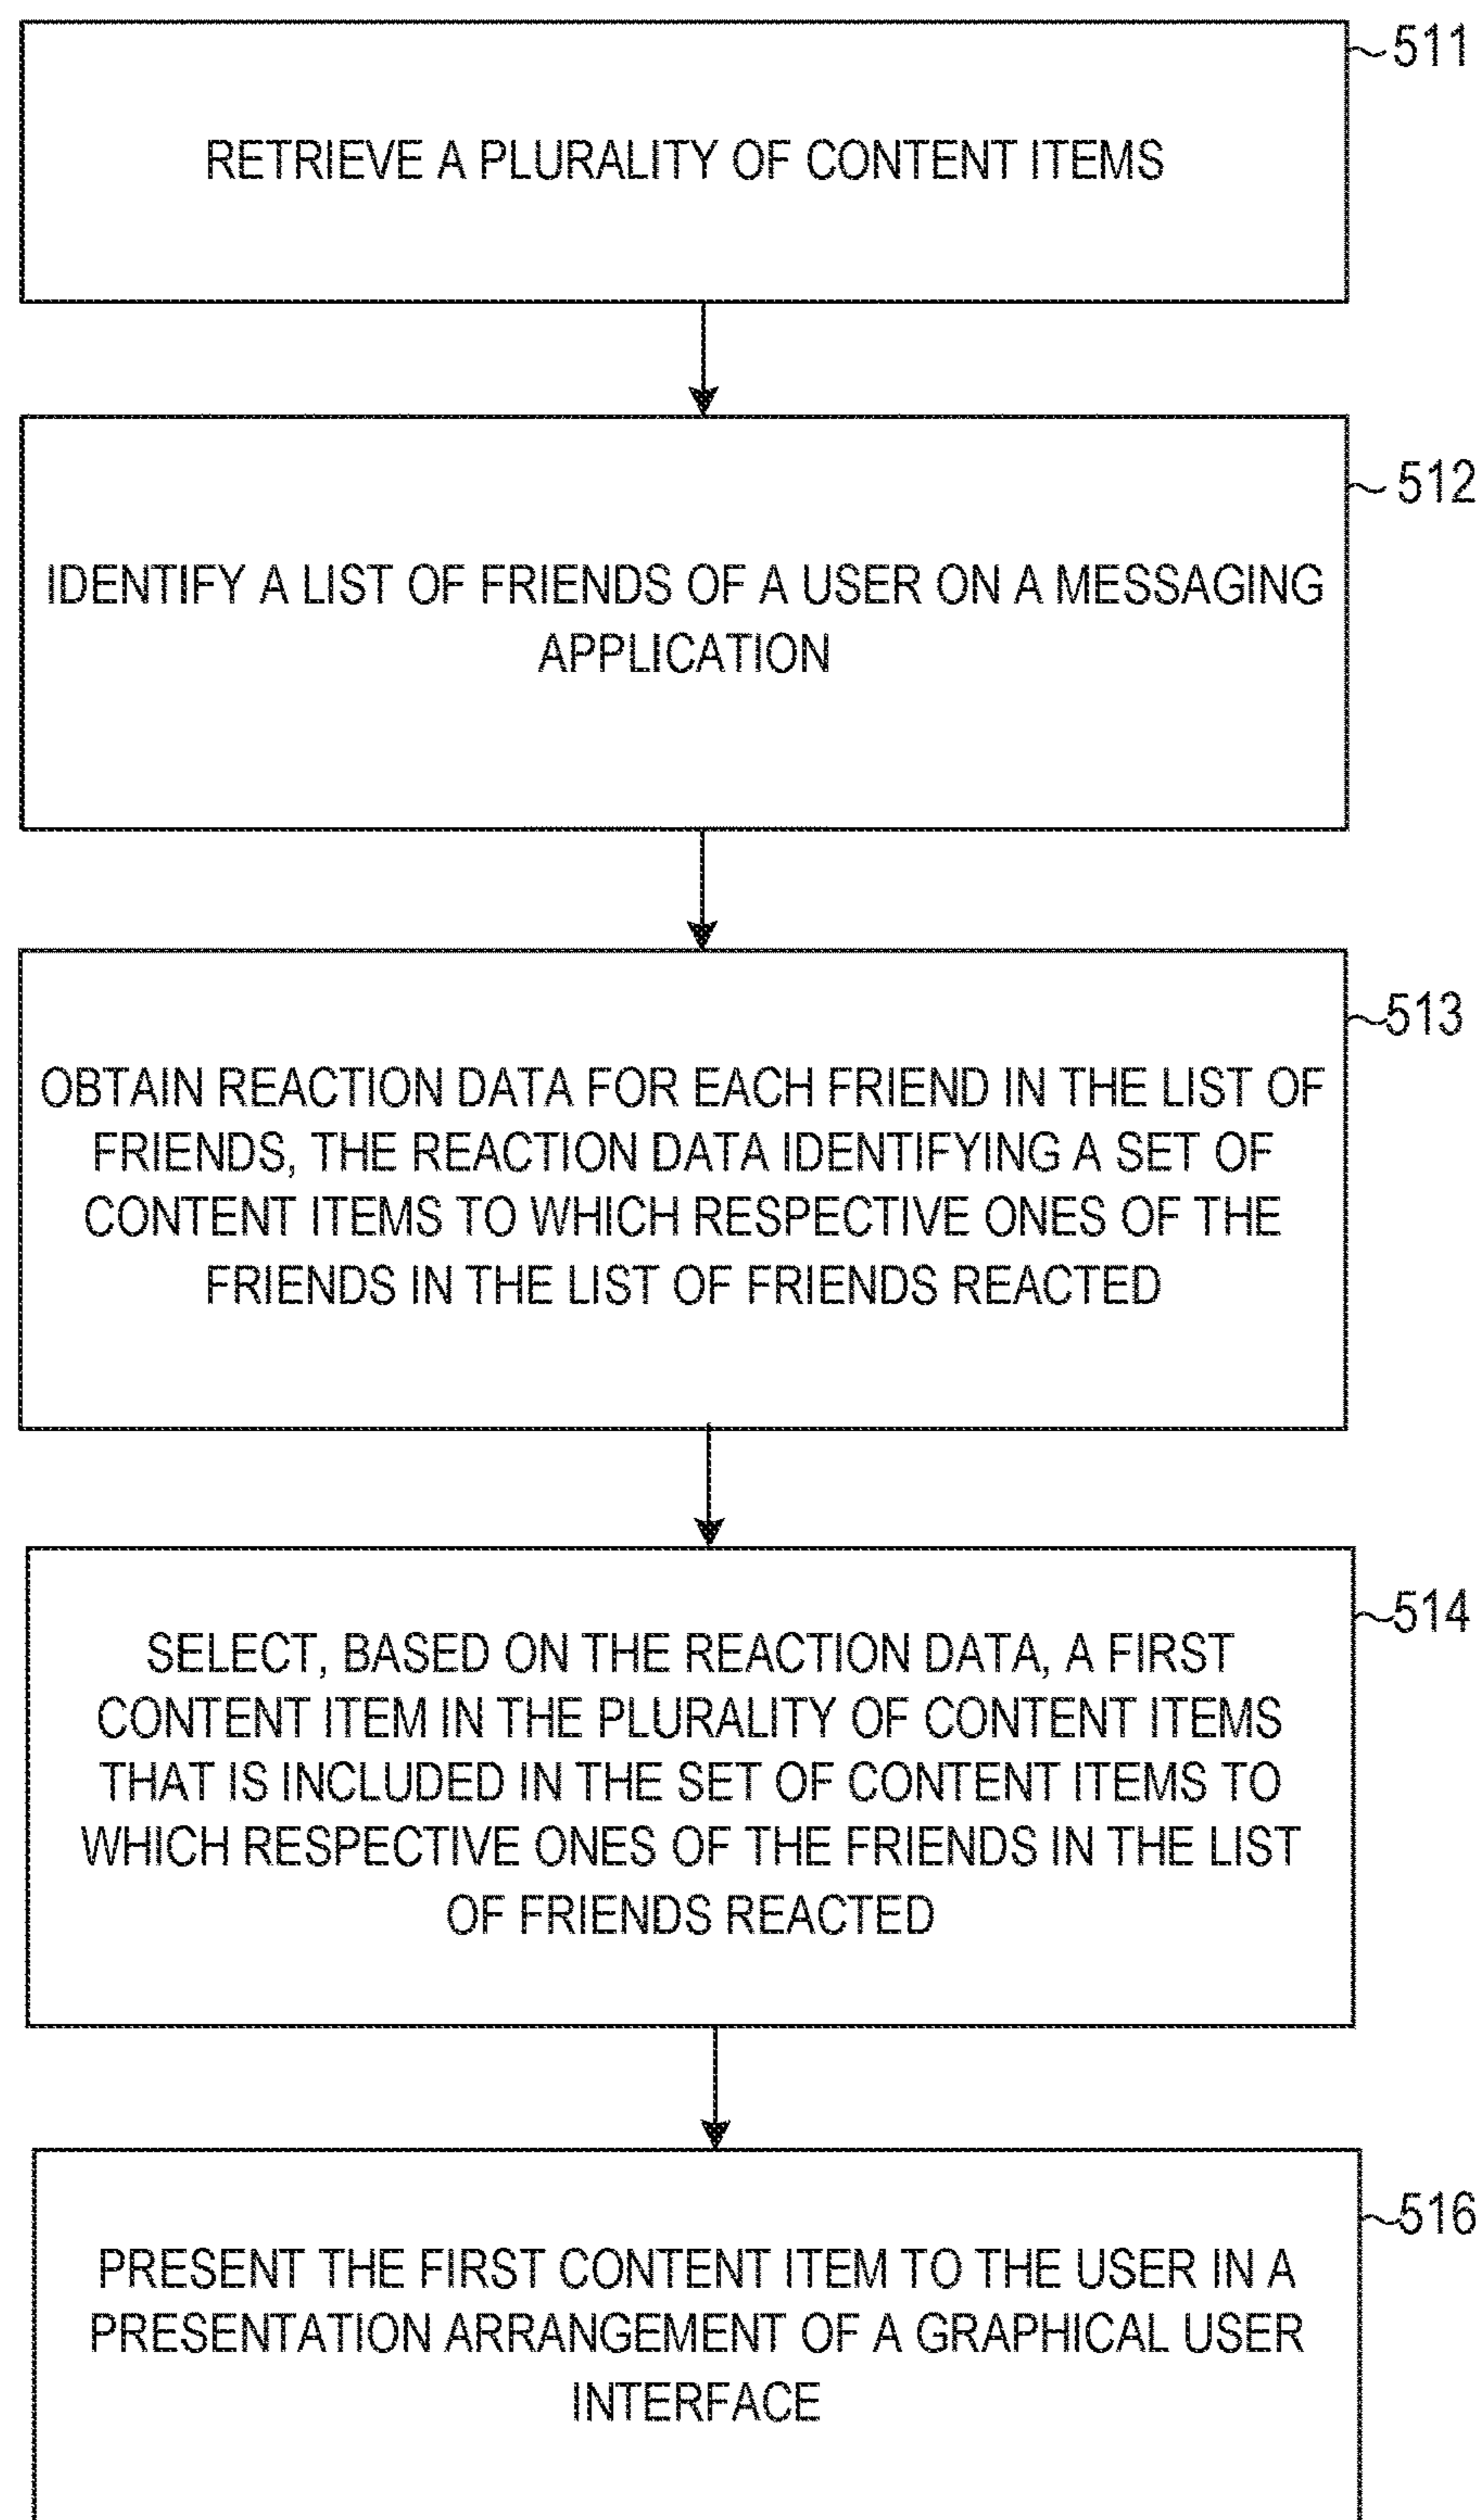 511
RETRIEVE A PLURALITY OF CONTENT ITEMS
512
IDENTIFY A LIST OF FRIENDS OF A USER ON A MESSAGING
APPLICATION
513
OBTAIN REACTION DATA FOR EACH FRIEND IN THE LIST OF
FRIENDS, THE REACTION DATA IDENTIFYING A SET OF
CONTENT ITEMS TO WHICH RESPECTIVE ONES OF THE
FRIENDS IN THE LIST OF FRIENDS REACTED
514
SELECT, BASED ON THE REACTION DATA, A FIRST
CONTENT ITEM IN THE PLURALITY OF CONTENT ITEMS
THAT IS INCLUDED IN THE SET OF CONTENT ITEMS TO
WHICH RESPECTIVE ONES OF THE FRIENDS IN THE LIST
OF FRIENDS REACTED
516
PRESENT THE FIRST CONTENT ITEM TO THE USER IN A
PRESENTATION ARRANGEMENT OF A GRAPHICAL USER
INTERFACE